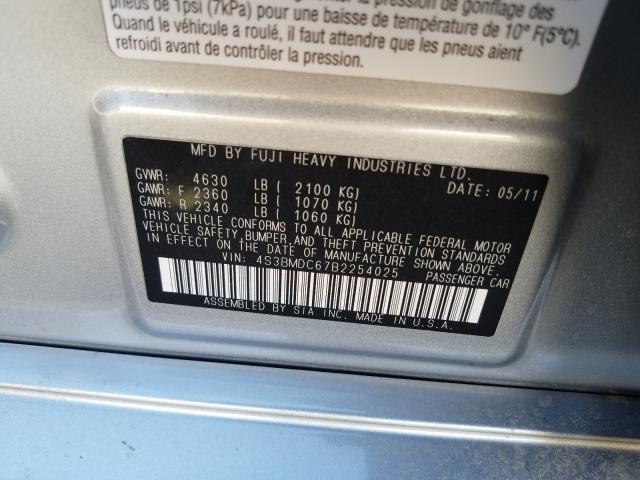 pneus de 1psi (7kPa) pour une baisse de température de 10° F(5°C).
Quand le véhicule a roulé, il faut attendre que les pneus aient
refroidi avant de contrôler la pression.
MFD BY FUJI HEAVY INDUSTRIES LTD.
GVWR: 4630 LB ( 2100 KG) DATE: 05/11
GAWR: F 2360 LB ( 1070 KG)
GAWR: R 2340 LB ( 1060 KG)
THIS VEHICLE CONFORMS TO ALL APPLICABLE FEDERAL MOTOR
VEHICLE SAFETY, BUMPER, AND THEFT PREVENTION STANDARDS
IN EFFECT ON THE DATE OF MANUFACTURE SHOWN ABOVE.
VIN: 4S3BMDC67B2254025 PASSENGER CAR
ASSEMBLED BY SIA INC. MADE IN U.S.A.